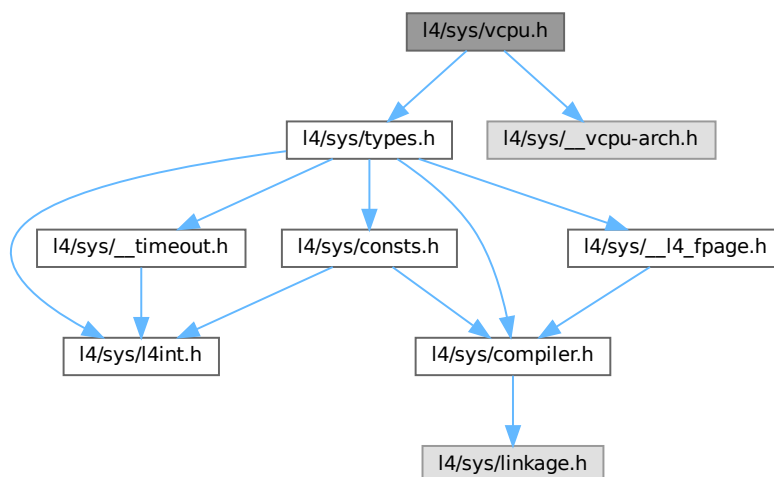 l4/sys/vcpu.h
l4/sys/types.h
l4/sys/__vcpu-arch.h
l4/sys/__timeout.h
l4/sys/consts.h
l4/sys/__l4_fpage.h
l4/sys/l4int.h
l4/sys/compiler.h
l4/sys/linkage.h